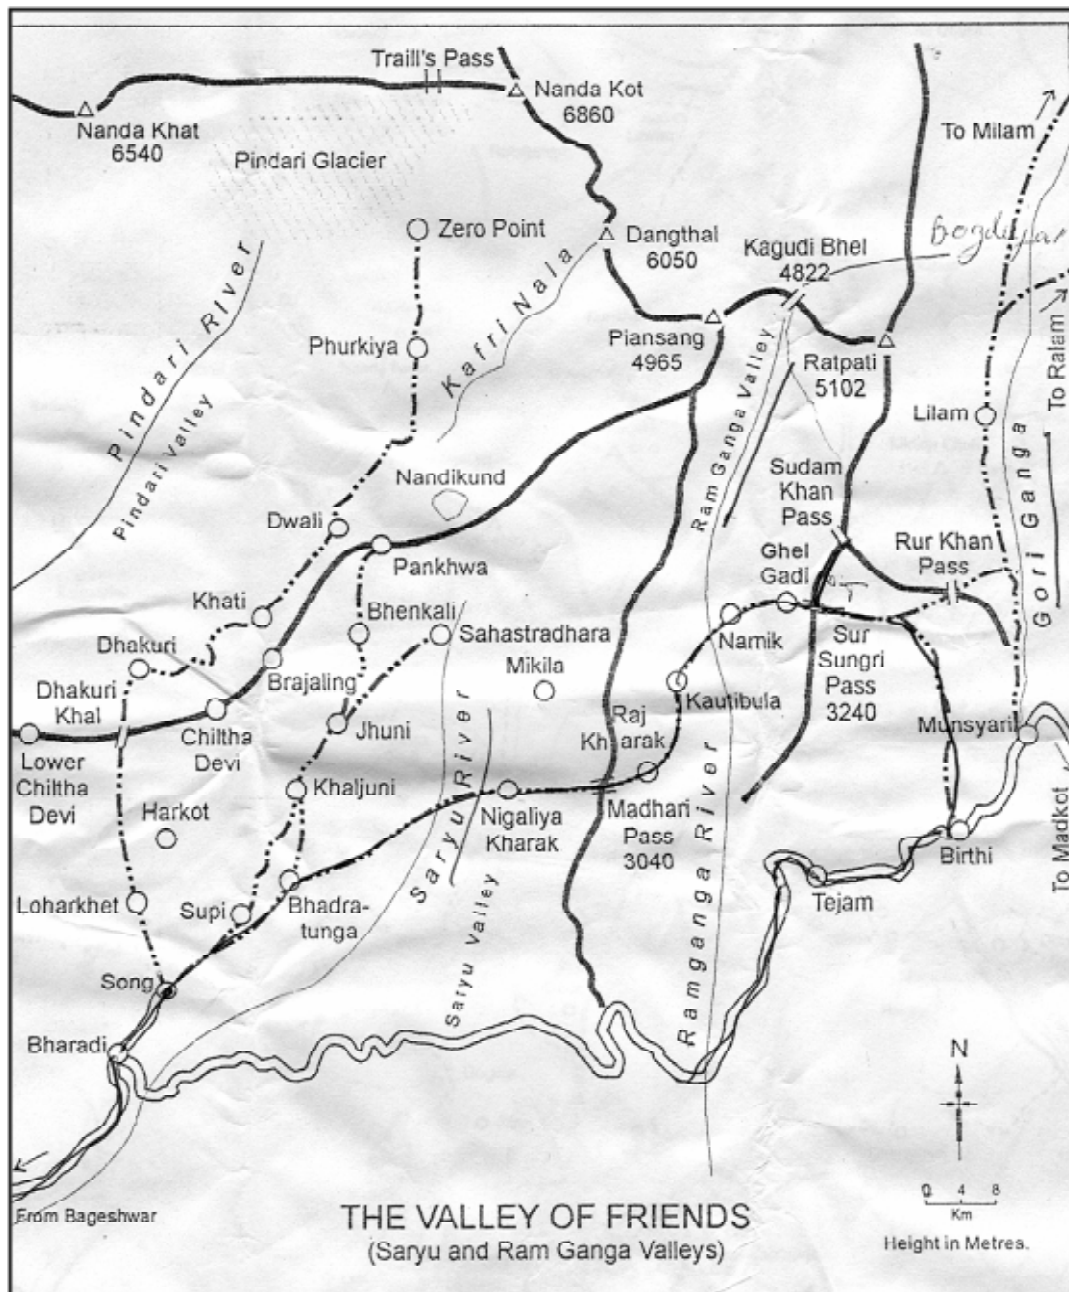 Traill's Pass
Nanda Kot
6860
Nanda Khat
6540
To Milam
Pindari Glacier
Zero Point
Dangthal
6050
Kagudi Bhel
4822
Pindari River
Pindari Valley
Kafri Nala
Phurkiya
Piansang
4965
Ram Ganga Valley
Ratpati
5102
To Ralam
Lilam
Gori Ganga
Nandikund
Sudam
Khan
Pass
Dwali
Pankhwa
Ghel
Gadi
Rur Khan
Pass
Khati
Bhenkali
Sahastradhara
Namik
Dhakuri
Mikila
Sur
Sungri
Pass
3240
Dhakuri
Khal
Brajaling
Kautibula
Lower
Chiltha
Devi
Chiltha
Devi
Jhuni
Raj
Kharak
Munsyari
Saryu River
Khaljuni
Harkot
Nigaliya
Kharak
Madhari
Pass
3040
Ramganga River
Birthi
To Madkot
Loharkhet
Supi
Bhadra-
tunga
Tejam
Saryu Valley
Song
Bharadi
N
0 4 8
Km
From Bageshwar
THE VALLEY OF FRIENDS
(Saryu and Ram Ganga Valleys)
Height in Metres.